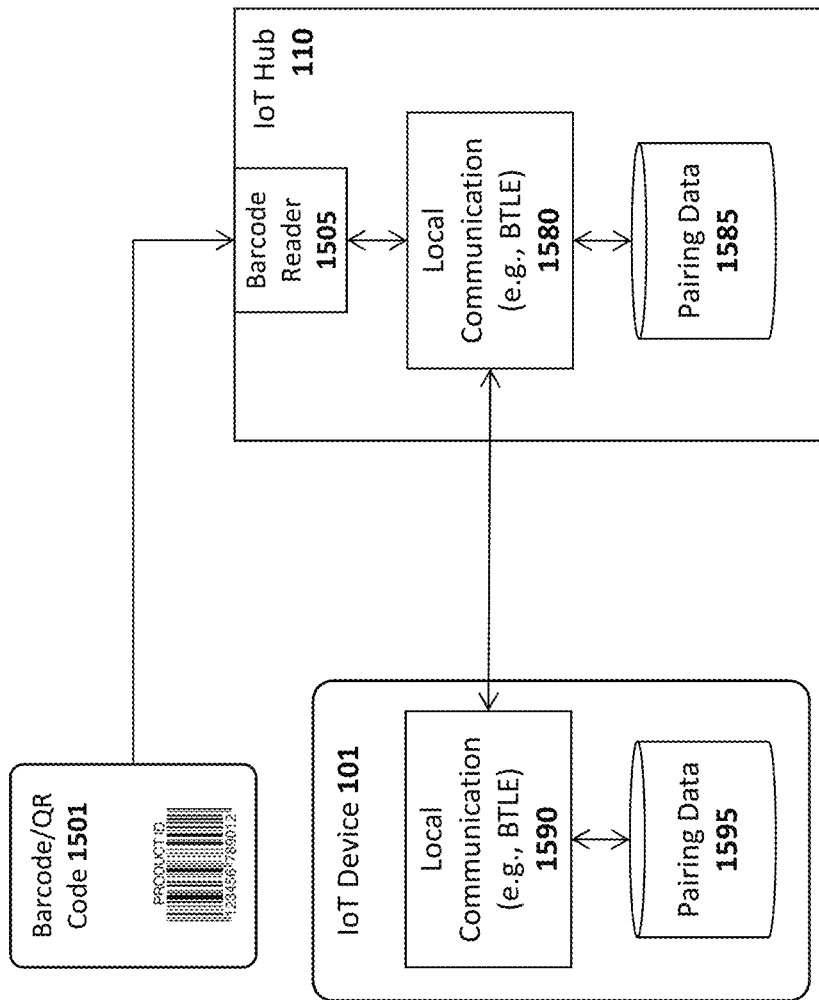 Barcode/QR
Code 1501
PRODUCT ID
IoT Hub
110
Barcode
Reader
1505
Local
Communication
(e.g., BTLE)
1580
Pairing Data
1585
IoT Device 101
Local
Communication
(e.g., BTLE)
1590
Pairing Data
1595